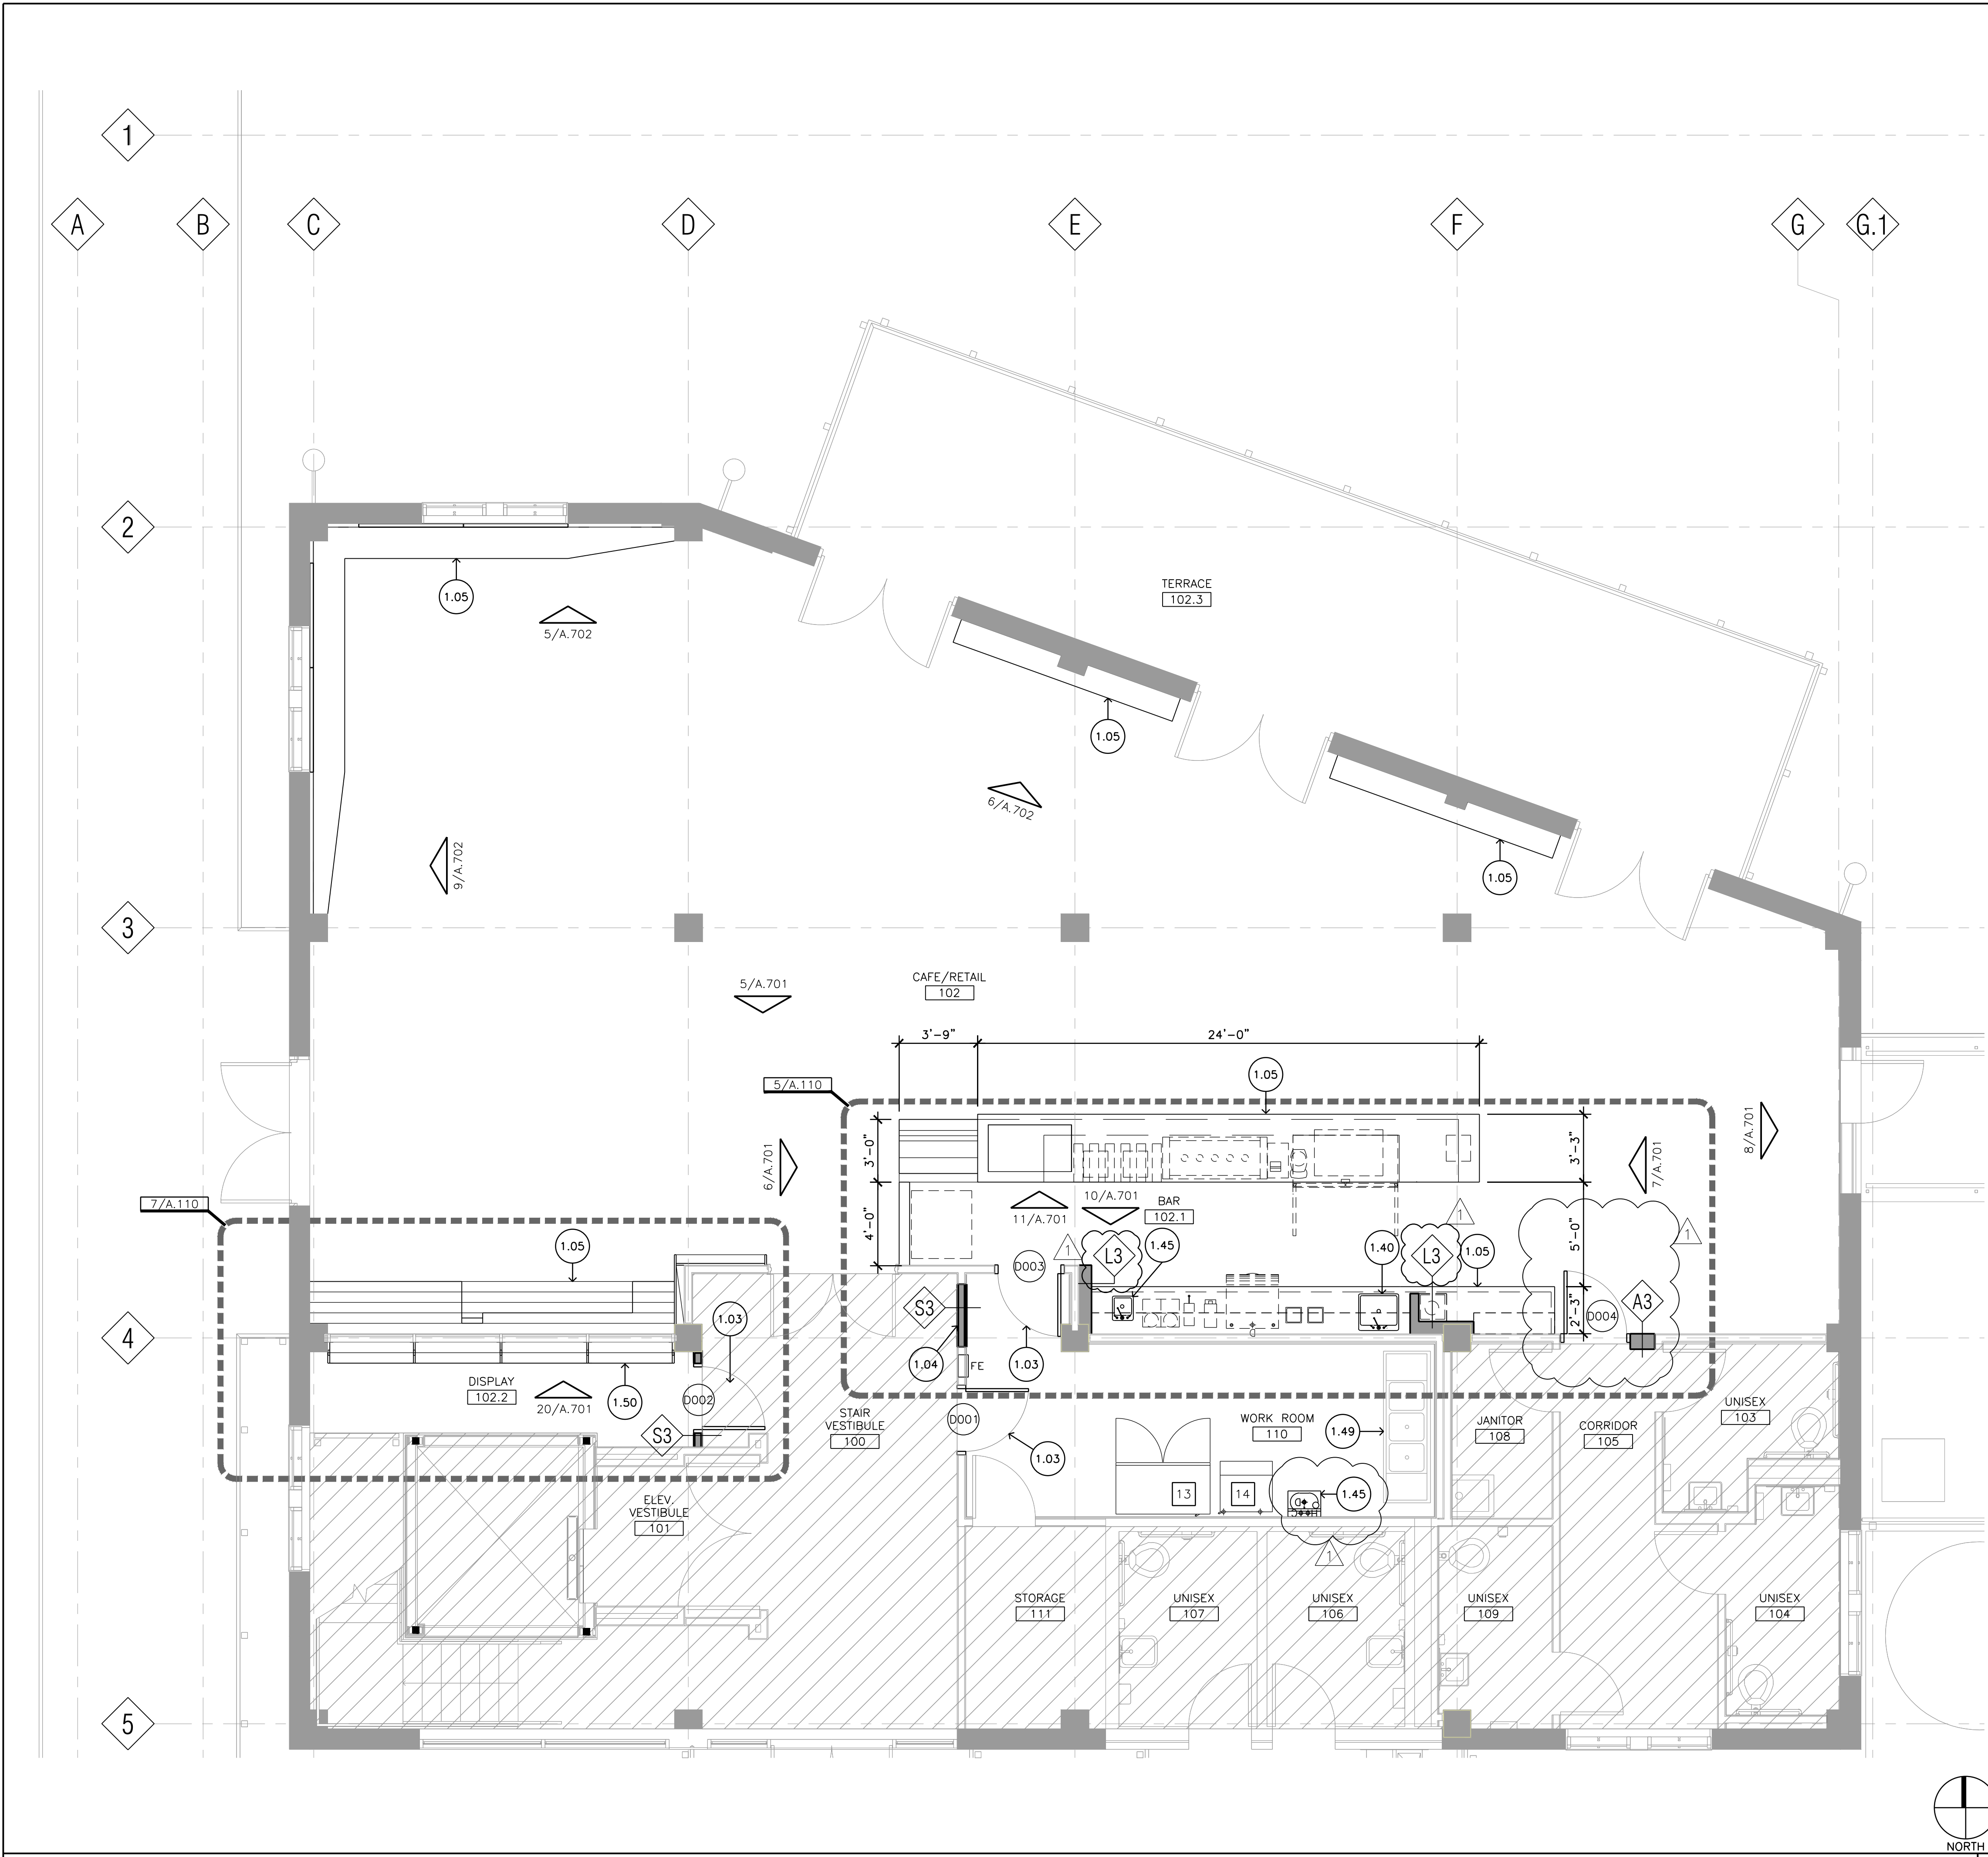 1
A
B
C
D
E
F
G
G.1
2
1.05
TERRACE
102.3
5/A.702
1.05
6/A.702
9/A.702
1.05
3
CAFE/RETAIL
102
5/A.701
3'-9"
24'-0"
5/A.110
1.05
8/A.701
6/A.701
3'-0"
3'-3"
7/A.701
7/A.110
4'-0"
11/A.701
10/A.701
BAR
102.1
1
5'-0"
1
1.05
D003
1
L3
1.45
1.40
L3
1.05
S3
1.03
A3
2'-3"
D004
4
1.04
1.03
FE
DISPLAY
102.2
20/A.701
1.50
D002
S3
STAIR
VESTIBULE
100
D001
1.03
WORK ROOM
110
1.49
JANITOR
108
CORRIDOR
105
UNISEX
103
13
14
1.45
ELEV.
VESTIBULE
101
1
STORAGE
111
UNISEX
107
UNISEX
106
UNISEX
109
UNISEX
104
5
NORTH